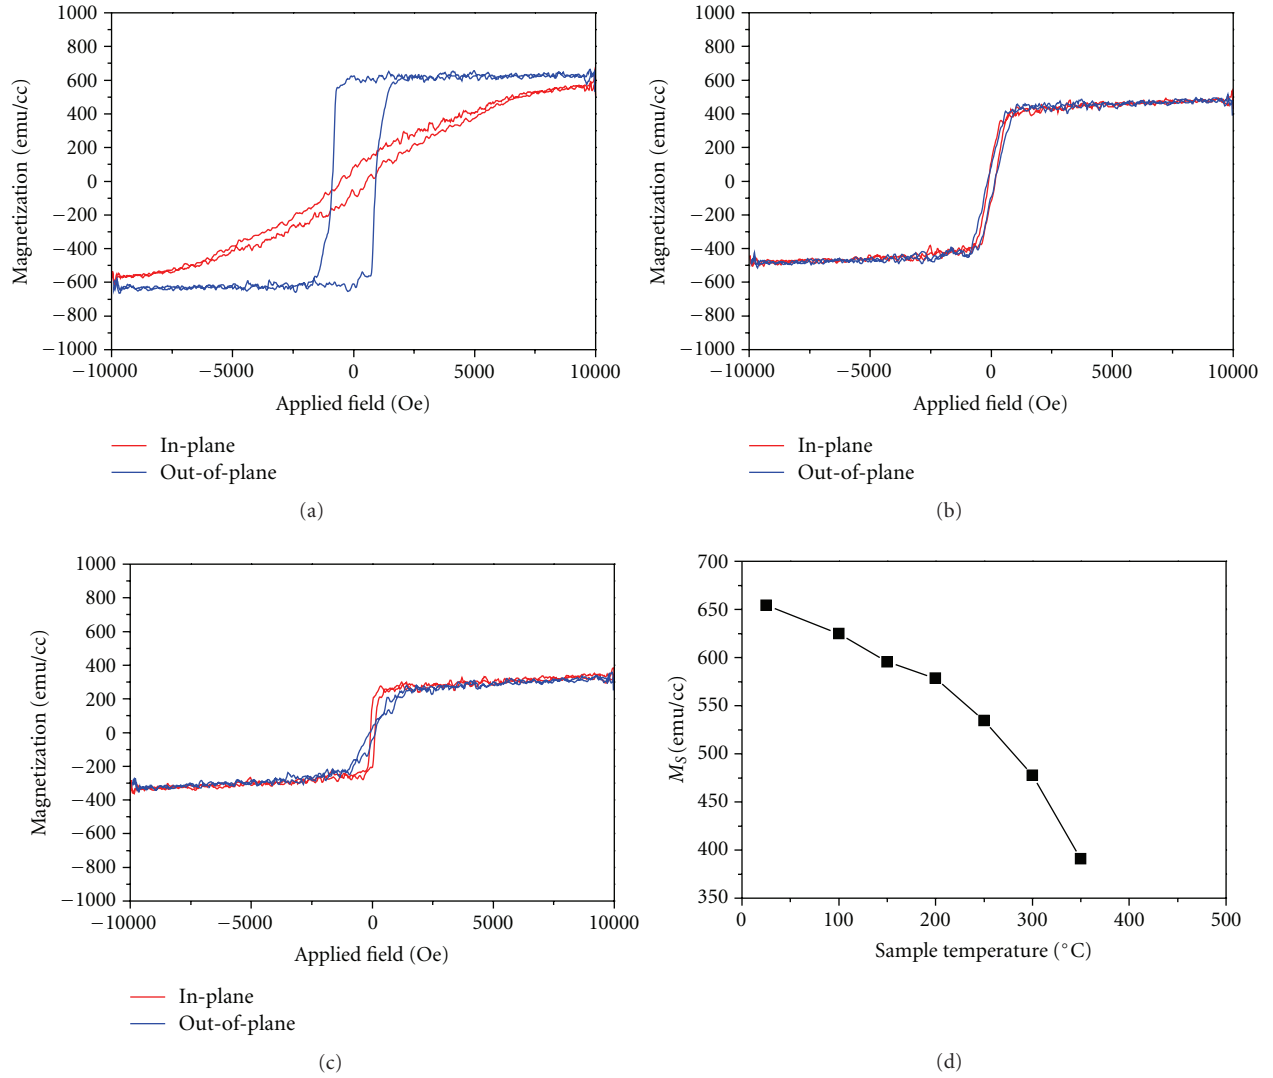 1000
800
600
400
200
0
−200
−400
−600
−800
−1000
Magnetization (emu/cc)
−10000 −5000 0 5000 10000
Applied field (Oe)
In-plane
Out-of-plane
(a)
1000
800
600
400
200
0
−200
−400
−600
−800
−1000
Magnetization (emu/cc)
−10000 −5000 0 5000 10000
Applied field (Oe)
In-plane
Out-of-plane
(b)
1000
800
600
400
200
0
−200
−400
−600
−800
−1000
Magnetization (emu/cc)
−10000 −5000 0 5000 10000
Applied field (Oe)
In-plane
Out-of-plane
(c)
700
650
600
550
500
450
400
350
MS (emu/cc)
0 100 200 300 400 500
Sample temperature (°C)
(d)